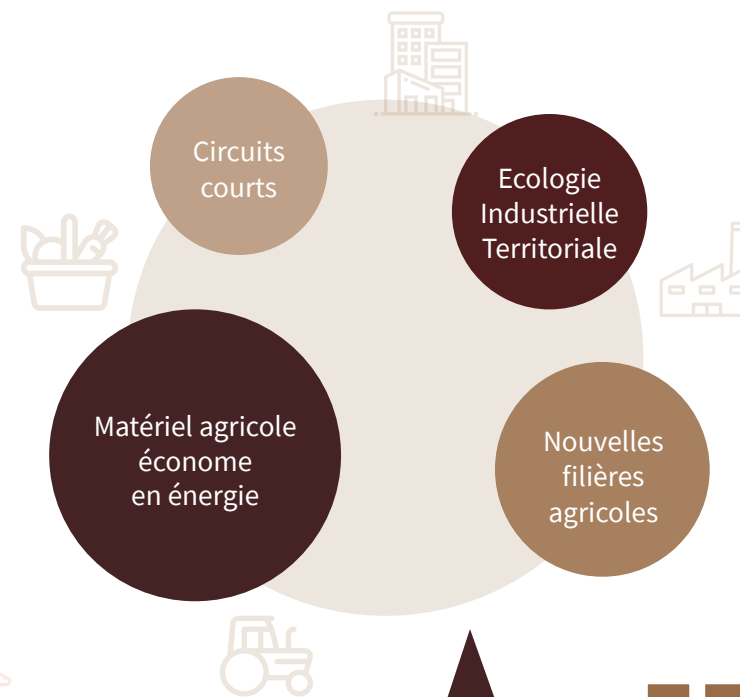 Circuits
courts
Ecologie
Industrielle
Territoriale
Matériel agricole
économe
en énergie
Nouvelles
filières
agricoles